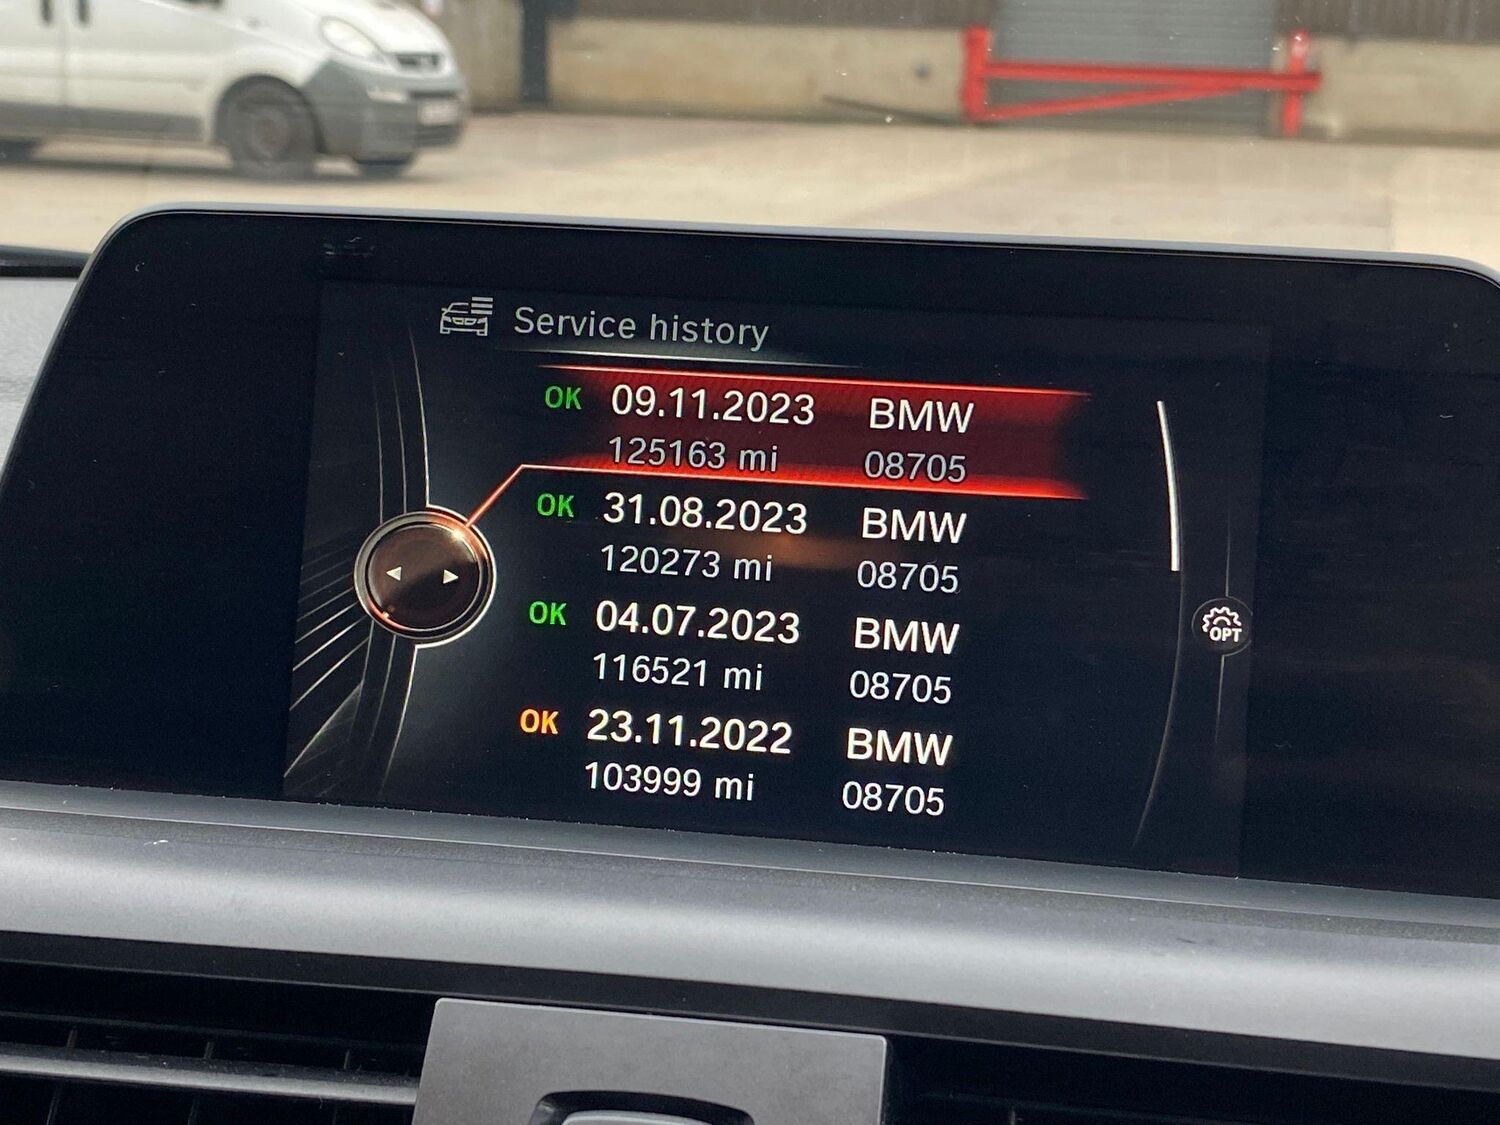 Service history
OK 09.11.2023 BMW
125163 mi 08705
OK 31.08.2023 BMW
120273 mi 08705
OK 04.07.2023 BMW
116521 mi 08705
OK 23.11.2022 BMW
103999 mi 08705
OPT